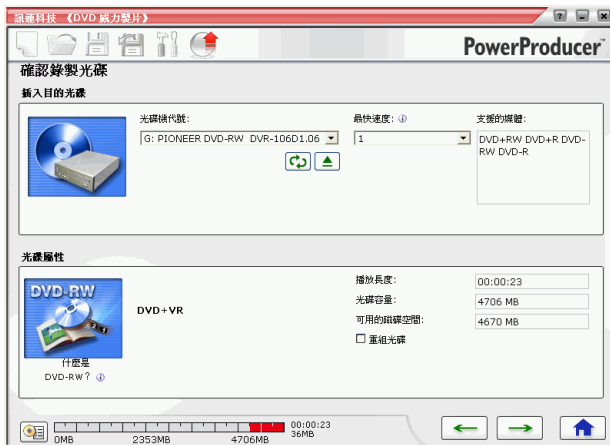 訊連科技 《DVD 威力製片》
PowerProducer™
確認錄製光碟
插入目的光碟
光碟機代號:
最快速度:
支援的媒體:
G: PIONEER DVD-RW DVR-106D1.06
1
DVD+RW DVD+R DVD-
RW DVD-R
光碟屬性
DVD-RW
DVD+VR
什麼是
DVD-RW?
播放長度:
00:00:23
光碟容量:
4706 MB
可用的磁碟空間:
4670 MB
重組光碟
0MB
2353MB
4706MB
00:00:23
36MB